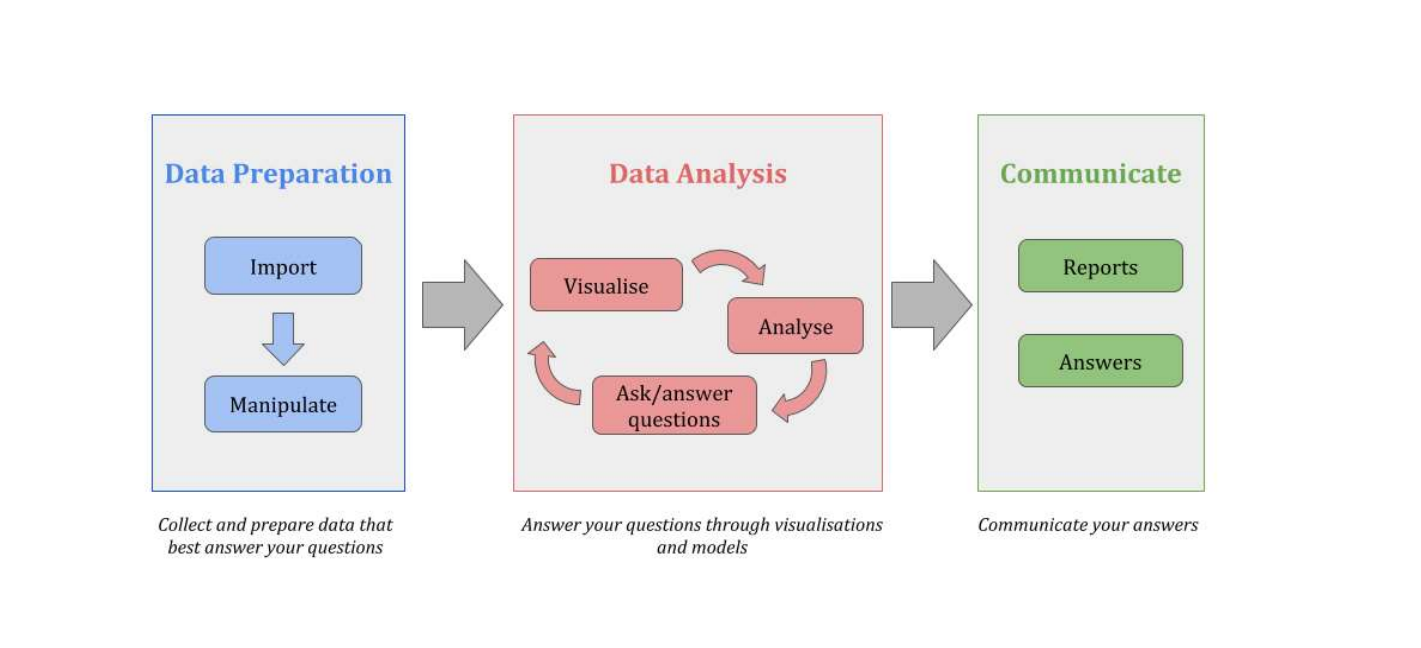 Data Preparation
Import
Manipulate
Collect and prepare data that
best answer your questions
Data Analysis
Visualise
Analyse
Ask/answer
questions
Answer your questions through visualisations
and models
Communicate
Reports
Answers
Communicate your answers